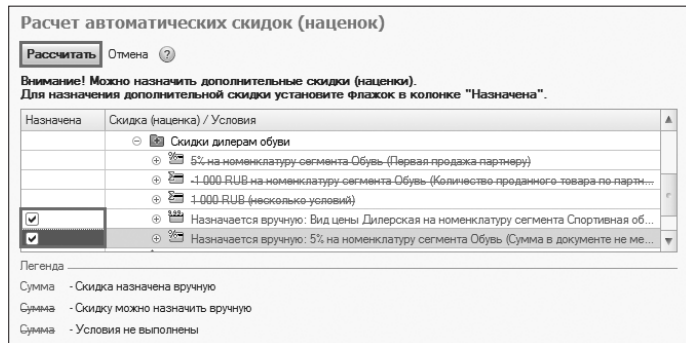 Расчет автоматических скидок (наценок)
Рассчитать Отмена ?
Внимание! Можно назначить дополнительные скидки (наценки).
Для назначения дополнительной скидки установите флажок в колонке "Назначена".
Назначена Скидка (наценка) / Условия
Скидки дилерам обуви
5% на номенклатуру сегмента Обувь (Первая продажа партнеру)
-1 000 RUB на номенклатуру сегмента Обувь (Количество проданного товара по партн...
1 000 RUB (несколько условий)
Назначается вручную: Вид цены Дилерская на номенклатуру сегмента Спортивная об...
Назначается вручную: 5% на номенклатуру сегмента Обувь (Сумма в документе не ме...
Легенда
Сумма - Скидка назначена вручную
Сумма - Скидку можно назначить вручную
Сумма - Условия не выполнены